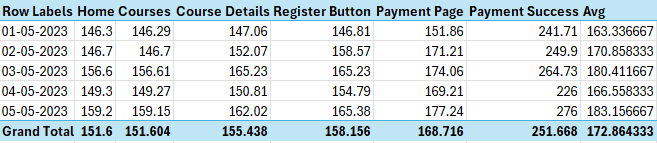 Row Labels Home Courses Course Details Register Button Payment Page Payment Success Avg
01-05-2023 146.3 146.29 147.06 146.81 151.86 241.71 163.336667
02-05-2023 146.7 146.7 152.07 158.57 171.21 249.9 170.858333
03-05-2023 156.6 156.61 165.23 165.23 174.06 264.73 180.411667
04-05-2023 149.3 149.27 150.81 154.79 169.21 226 166.558333
05-05-2023 159.2 159.15 162.02 165.38 177.24 276 183.156667
Grand Total 151.6 151.604 155.438 158.156 168.716 251.668 172.864333